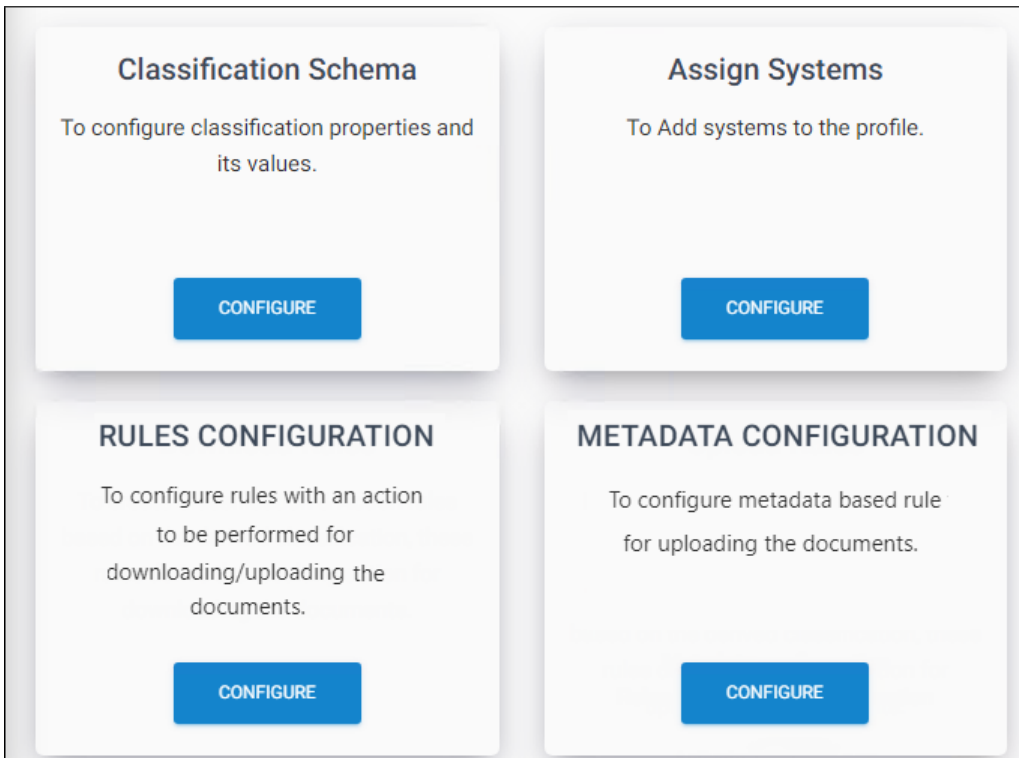 Classification Schema
To configure classification properties and
its values.
CONFIGURE
Assign Systems
To Add systems to the profile.
CONFIGURE
RULES CONFIGURATION
To configure rules with an action
to be performed for
downloading/uploading the
documents.
CONFIGURE
METADATA CONFIGURATION
To configure metadata based rule
for uploading the documents.
CONFIGURE